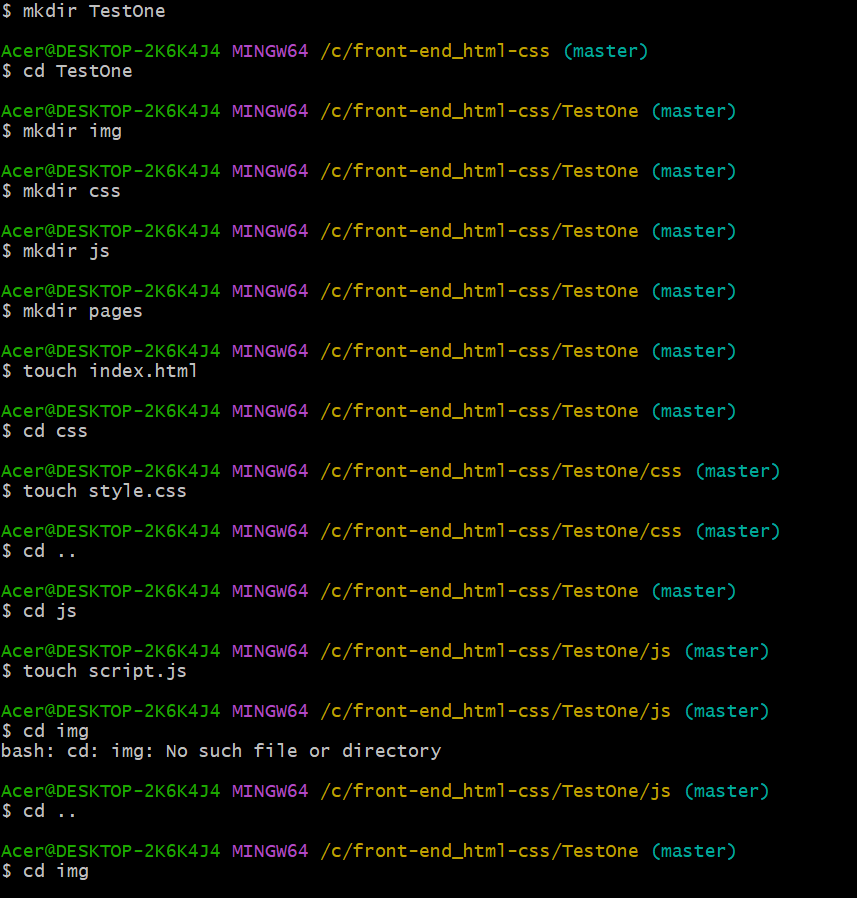 $ mkdir TestOne
Acer@DESKTOP-2K6K4J4 MINGW64 /c/front-end_html-css (master)
$ cd TestOne
Acer@DESKTOP-2K6K4J4 MINGW64 /c/front-end_html-css/TestOne (master)
$ mkdir img
Acer@DESKTOP-2K6K4J4 MINGW64 /c/front-end_html-css/TestOne (master)
$ mkdir css
Acer@DESKTOP-2K6K4J4 MINGW64 /c/front-end_html-css/TestOne (master)
$ mkdir js
Acer@DESKTOP-2K6K4J4 MINGW64 /c/front-end_html-css/TestOne (master)
$ mkdir pages
Acer@DESKTOP-2K6K4J4 MINGW64 /c/front-end_html-css/TestOne (master)
$ touch index.html
Acer@DESKTOP-2K6K4J4 MINGW64 /c/front-end_html-css/TestOne (master)
$ cd css
Acer@DESKTOP-2K6K4J4 MINGW64 /c/front-end_html-css/TestOne/css (master)
$ touch style.css
Acer@DESKTOP-2K6K4J4 MINGW64 /c/front-end_html-css/TestOne/css (master)
$ cd ..
Acer@DESKTOP-2K6K4J4 MINGW64 /c/front-end_html-css/TestOne (master)
$ cd js
Acer@DESKTOP-2K6K4J4 MINGW64 /c/front-end_html-css/TestOne/js (master)
$ touch script.js
Acer@DESKTOP-2K6K4J4 MINGW64 /c/front-end_html-css/TestOne/js (master)
$ cd img
bash: cd: img: No such file or directory
Acer@DESKTOP-2K6K4J4 MINGW64 /c/front-end_html-css/TestOne/js (master)
$ cd ..
Acer@DESKTOP-2K6K4J4 MINGW64 /c/front-end_html-css/TestOne (master)
$ cd img